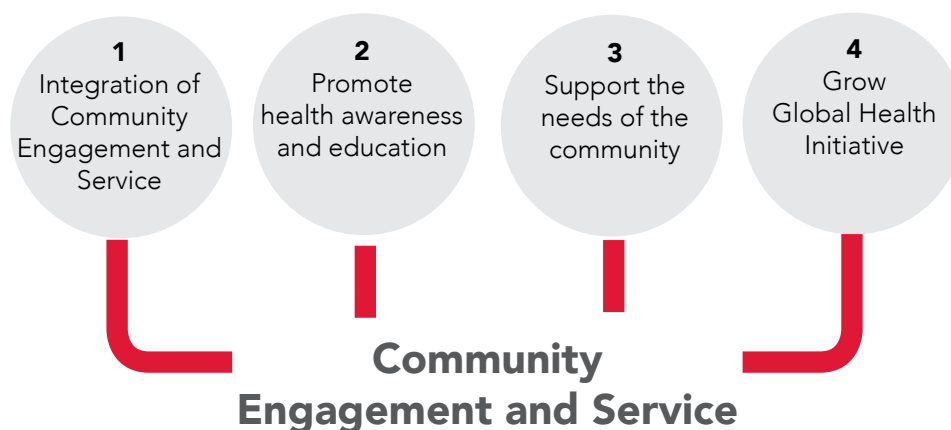 1
Integration of
Community
Engagement and
Service
2
Promote
health awareness
and education
3
Support the
needs of the
community
4
Grow
Global Health
Initiative
Community
Engagement and Service